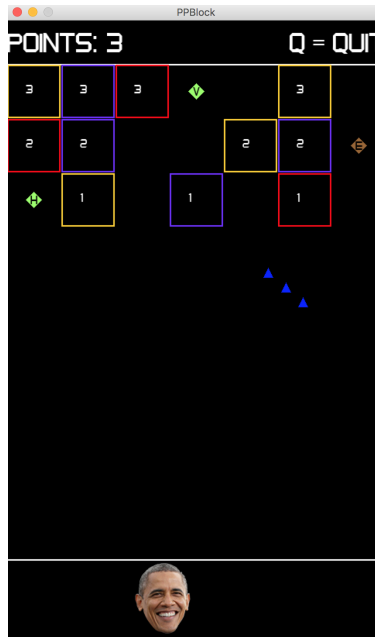 PPBlock
POINTS: 3 Q = QUIT
3 3 3 V 3
2 2 2 2 E
H 1 1 1